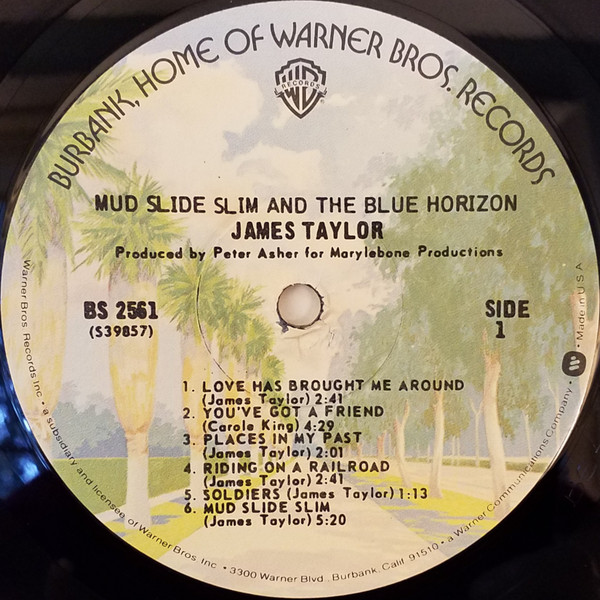 BURBANK, HOME OF WARNER BROS. RECORDS
WB
RECORDS
MUD SLIDE SLIM AND THE BLUE HORIZON
JAMES TAYLOR
Produced by Peter Asher for Marylebone Productions
BS 2561
(S39857)
SIDE
1
1. LOVE HAS BROUGHT ME AROUND
(James Taylor) 2:41
2. YOU'VE GOT A FRIEND
(Carole King) 4:29
3. PLACES IN MY PAST
(James Taylor) 2:01
4. RIDING ON A RAILROAD
(James Taylor) 2:41
5. SOLDIERS (James Taylor) 1:13
6. MUD SLIDE SLIM
(James Taylor) 5:20
Warner Bros. Records Inc. • a subsidiary and licensee of Warner Bros. Inc. • 3300 Warner Blvd., Burbank, Calif. 91510 • a Warner Communications Company • Made in U S A